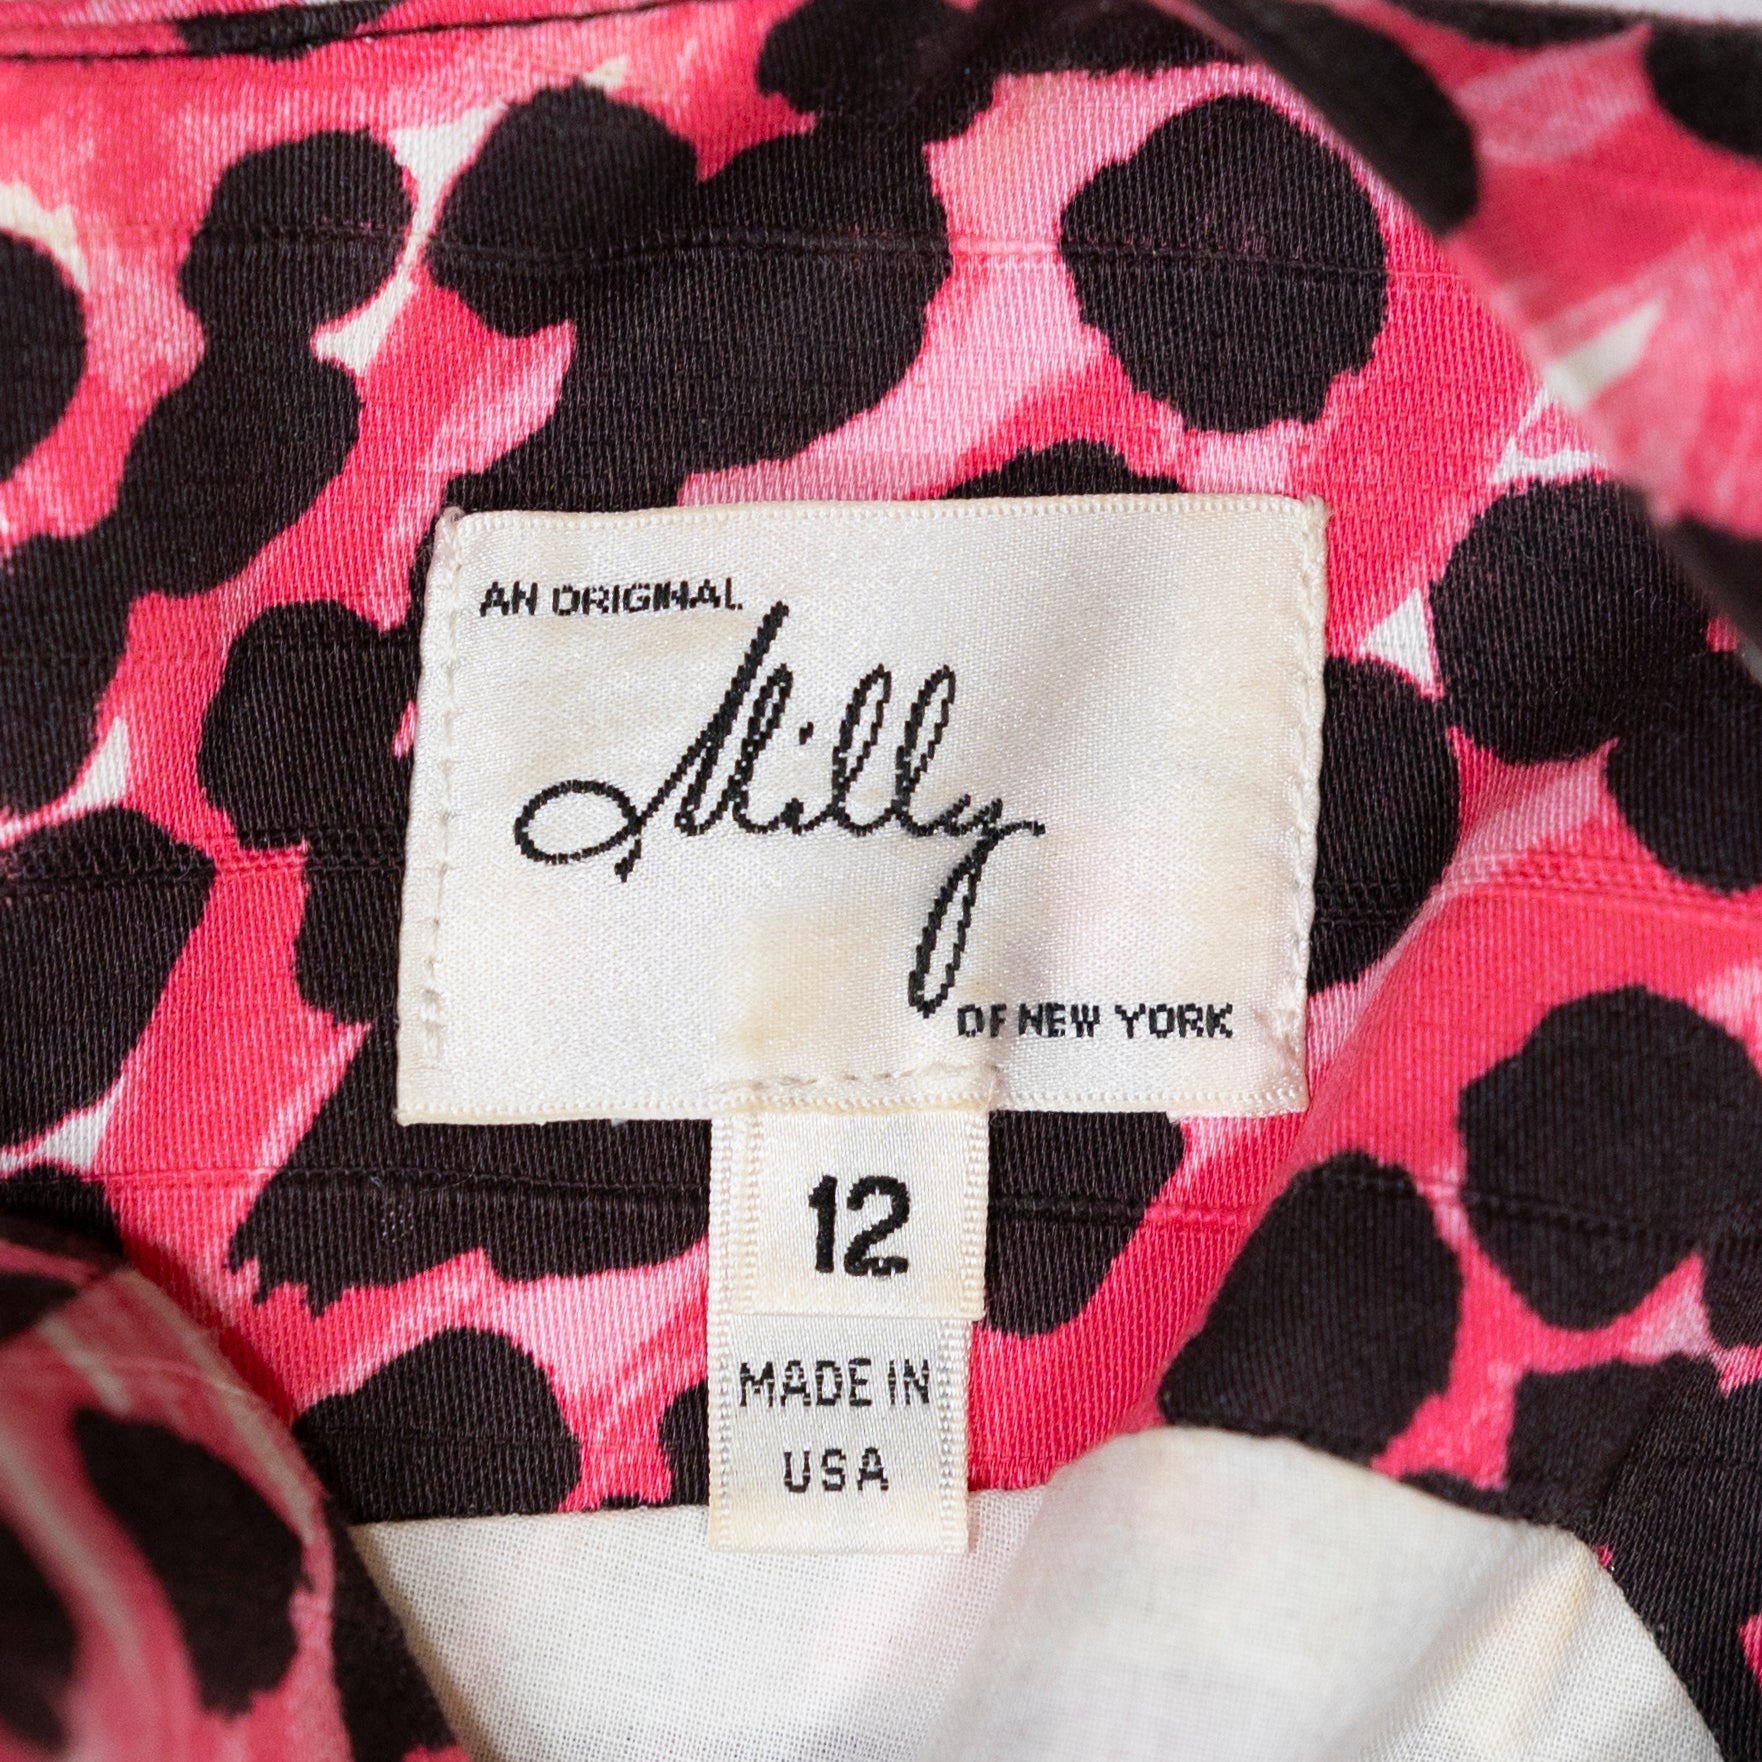 AN ORIGINAL
Milly
OF NEW YORK
12
MADE IN
USA